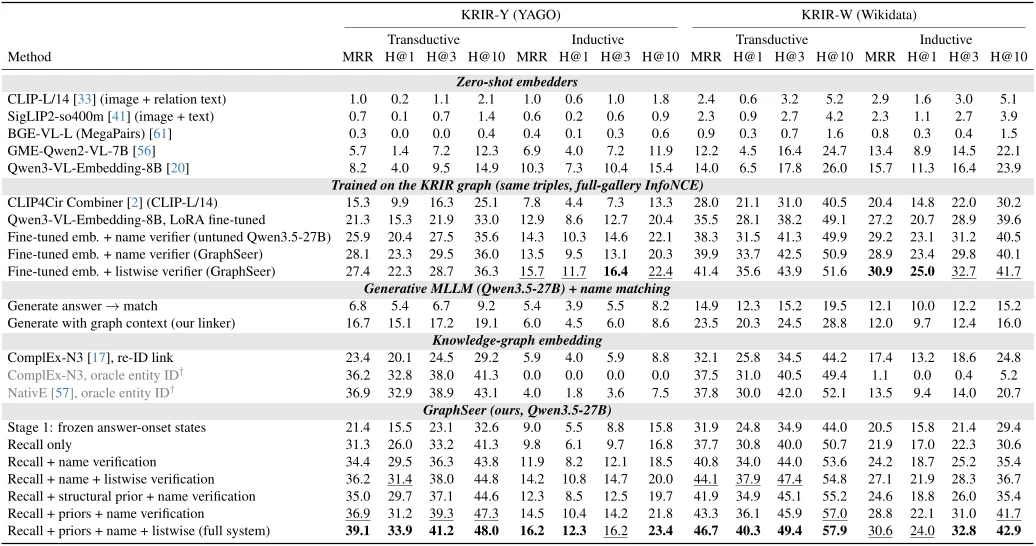 KRIR-Y (YAGO) KRIR-W (Wikidata)
Transductive Inductive Transductive Inductive
Method MRR H@1 H@3 H@10 MRR H@1 H@3 H@10 MRR H@1 H@3 H@10 MRR H@1 H@3 H@10
Zero-shot embedders
CLIP-L/14 [33] (image + relation text) 1.0 0.2 1.1 2.1 1.0 0.6 1.0 1.8 2.4 0.6 3.2 5.2 2.9 1.6 3.0 5.1
SigLIP2-so400m [41] (image + text) 0.7 0.1 0.7 1.4 0.6 0.2 0.6 0.9 2.3 0.9 2.7 4.2 2.3 1.1 2.7 3.9
BGE-VL-L (MegaPairs) [61] 0.3 0.0 0.0 0.4 0.4 0.1 0.3 0.6 0.9 0.3 0.7 1.6 0.8 0.3 0.4 1.5
GME-Qwen2-VL-7B [56] 5.7 1.4 7.2 12.3 6.9 4.0 7.2 11.9 12.2 4.5 16.4 24.7 13.4 8.9 14.5 22.1
Qwen3-VL-Embedding-8B [20] 8.2 4.0 9.5 14.9 10.3 7.3 10.4 15.4 14.0 6.5 17.8 26.0 15.7 11.3 16.4 23.9
Trained on the KRIR graph (same triples, full-gallery InfoNCE)
CLIP4Cir Combiner [2] (CLIP-L/14) 15.3 9.9 16.3 25.1 7.8 4.4 7.3 13.3 28.0 21.1 31.0 40.5 20.4 14.8 22.0 30.2
Qwen3-VL-Embedding-8B, LoRA fine-tuned 21.3 15.3 21.9 33.0 12.9 8.6 12.7 20.4 35.5 28.1 38.2 49.1 27.2 20.7 28.9 39.6
Fine-tuned emb. + name verifier (untuned Qwen3.5-27B) 25.9 20.4 27.5 35.6 14.3 10.3 14.6 22.1 38.3 31.5 41.3 49.9 29.2 23.1 31.2 40.5
Fine-tuned emb. + name verifier (GraphSeer) 28.1 23.3 29.5 36.0 13.5 9.5 13.1 20.3 39.9 33.7 42.5 50.9 28.9 23.4 29.8 40.1
Fine-tuned emb. + listwise verifier (GraphSeer) 27.4 22.3 28.7 36.3 15.7 11.7 16.4 22.4 41.4 35.6 43.9 51.6 30.9 25.0 32.7 41.7
Generative MLLM (Qwen3.5-27B) + name matching
Generate answer → match 6.8 5.4 6.7 9.2 5.4 3.9 5.5 8.2 14.9 12.3 15.2 19.5 12.1 10.0 12.2 15.2
Generate with graph context (our linker) 16.7 15.1 17.2 19.1 6.0 4.5 6.0 8.6 23.5 20.3 24.5 28.8 12.0 9.7 12.4 16.0
Knowledge-graph embedding
ComplEx-N3 [17], re-ID link 23.4 20.1 24.5 29.2 5.9 4.0 5.9 8.8 32.1 25.8 34.5 44.2 17.4 13.2 18.6 24.8
ComplEx-N3, oracle entity ID† 36.2 32.8 38.0 41.3 0.0 0.0 0.0 0.0 37.5 31.0 40.5 49.4 1.1 0.0 0.4 5.2
NativE [57], oracle entity ID† 36.9 32.9 38.9 43.1 4.0 1.8 3.6 7.5 37.8 30.0 42.0 52.1 13.5 9.4 14.0 20.7
GraphSeer (ours, Qwen3.5-27B)
Stage 1: frozen answer-onset states 21.4 15.5 23.1 32.6 9.0 5.5 8.8 15.8 31.9 24.8 34.9 44.0 20.5 15.8 21.4 29.4
Recall only 31.3 26.0 33.2 41.3 9.8 6.1 9.7 16.8 37.7 30.8 40.0 50.7 21.9 17.0 22.3 30.6
Recall + name verification 34.4 29.5 36.3 43.8 11.9 8.2 12.1 18.5 40.8 34.0 44.0 53.6 24.2 18.7 25.2 35.4
Recall + name + listwise verification 36.2 31.4 38.0 44.8 14.2 10.8 14.7 20.0 44.1 37.9 47.4 54.8 27.1 21.9 28.3 36.7
Recall + structural prior + name verification 35.0 29.7 37.1 44.6 12.3 8.5 12.5 19.7 41.9 34.9 45.1 55.2 24.6 18.8 26.0 35.4
Recall + priors + name verification 36.9 31.2 39.3 47.3 14.5 10.4 14.2 21.8 43.3 36.1 45.9 57.0 28.8 22.1 31.0 41.7
Recall + priors + name + listwise (full system) 39.1 33.9 41.2 48.0 16.2 12.3 16.2 23.4 46.7 40.3 49.4 57.9 30.6 24.0 32.8 42.9